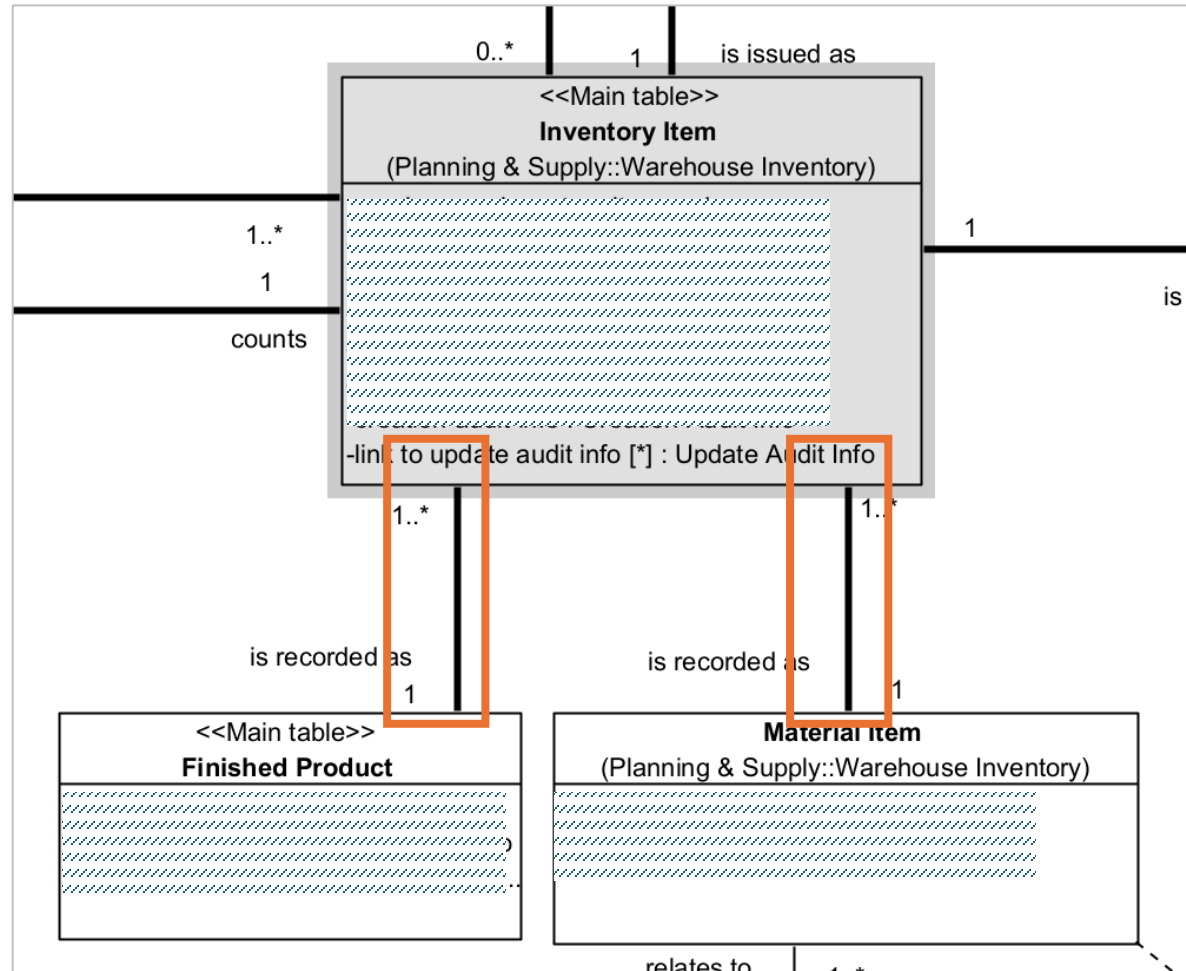 0..*
1
is issued as
<<Main table>>
Inventory Item
(Planning & Supply::Warehouse Inventory)
1..*
1
1
is
counts
-link to update audit info [*] : Update Audit Info
1..*
1..*
is recorded as
is recorded as
1
1
<<Main table>>
Finished Product
Material Item
(Planning & Supply::Warehouse Inventory)
relates to
1..*